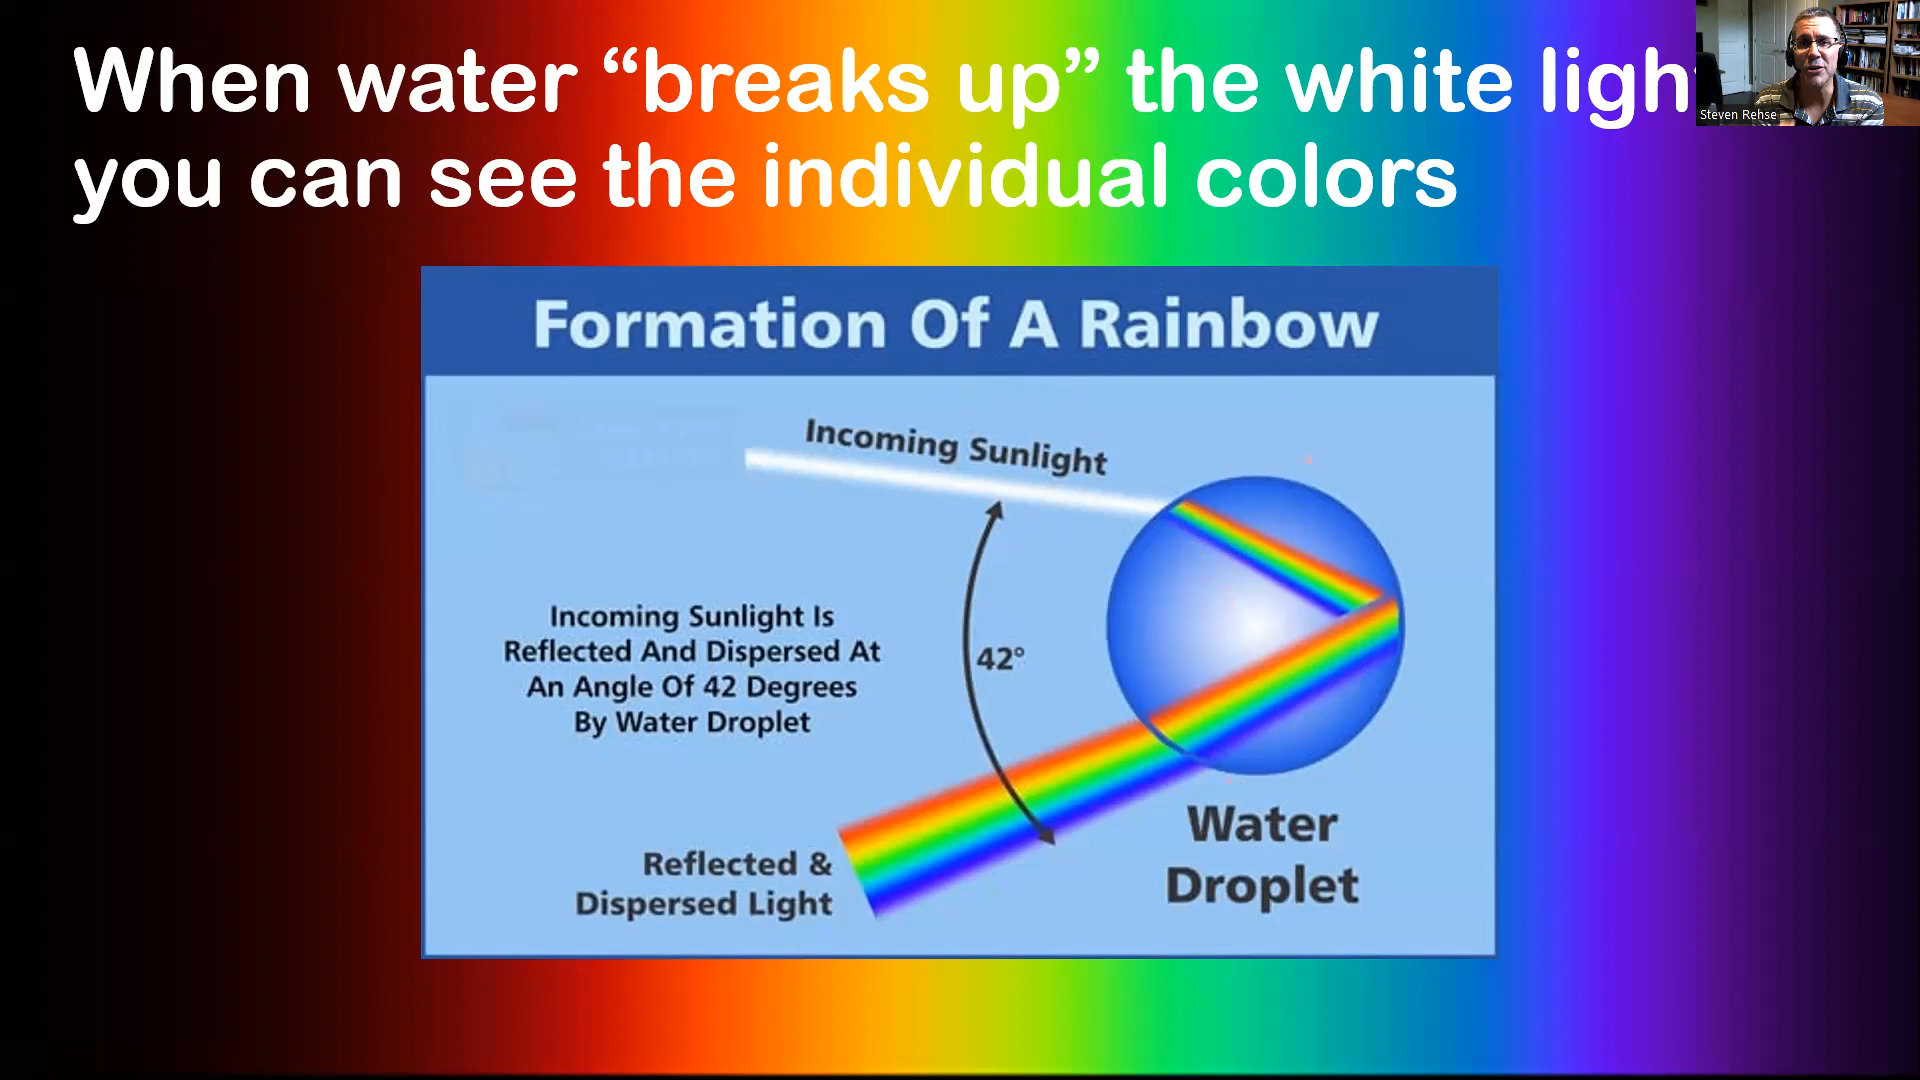 When water “breaks up” the white ligh
you can see the individual colors
Steven Rehse
Formation Of A Rainbow
Incoming Sunlight
Incoming Sunlight Is
Reflected And Dispersed At
An Angle Of 42 Degrees
By Water Droplet
42°
Reflected &
Dispersed Light
Water
Droplet